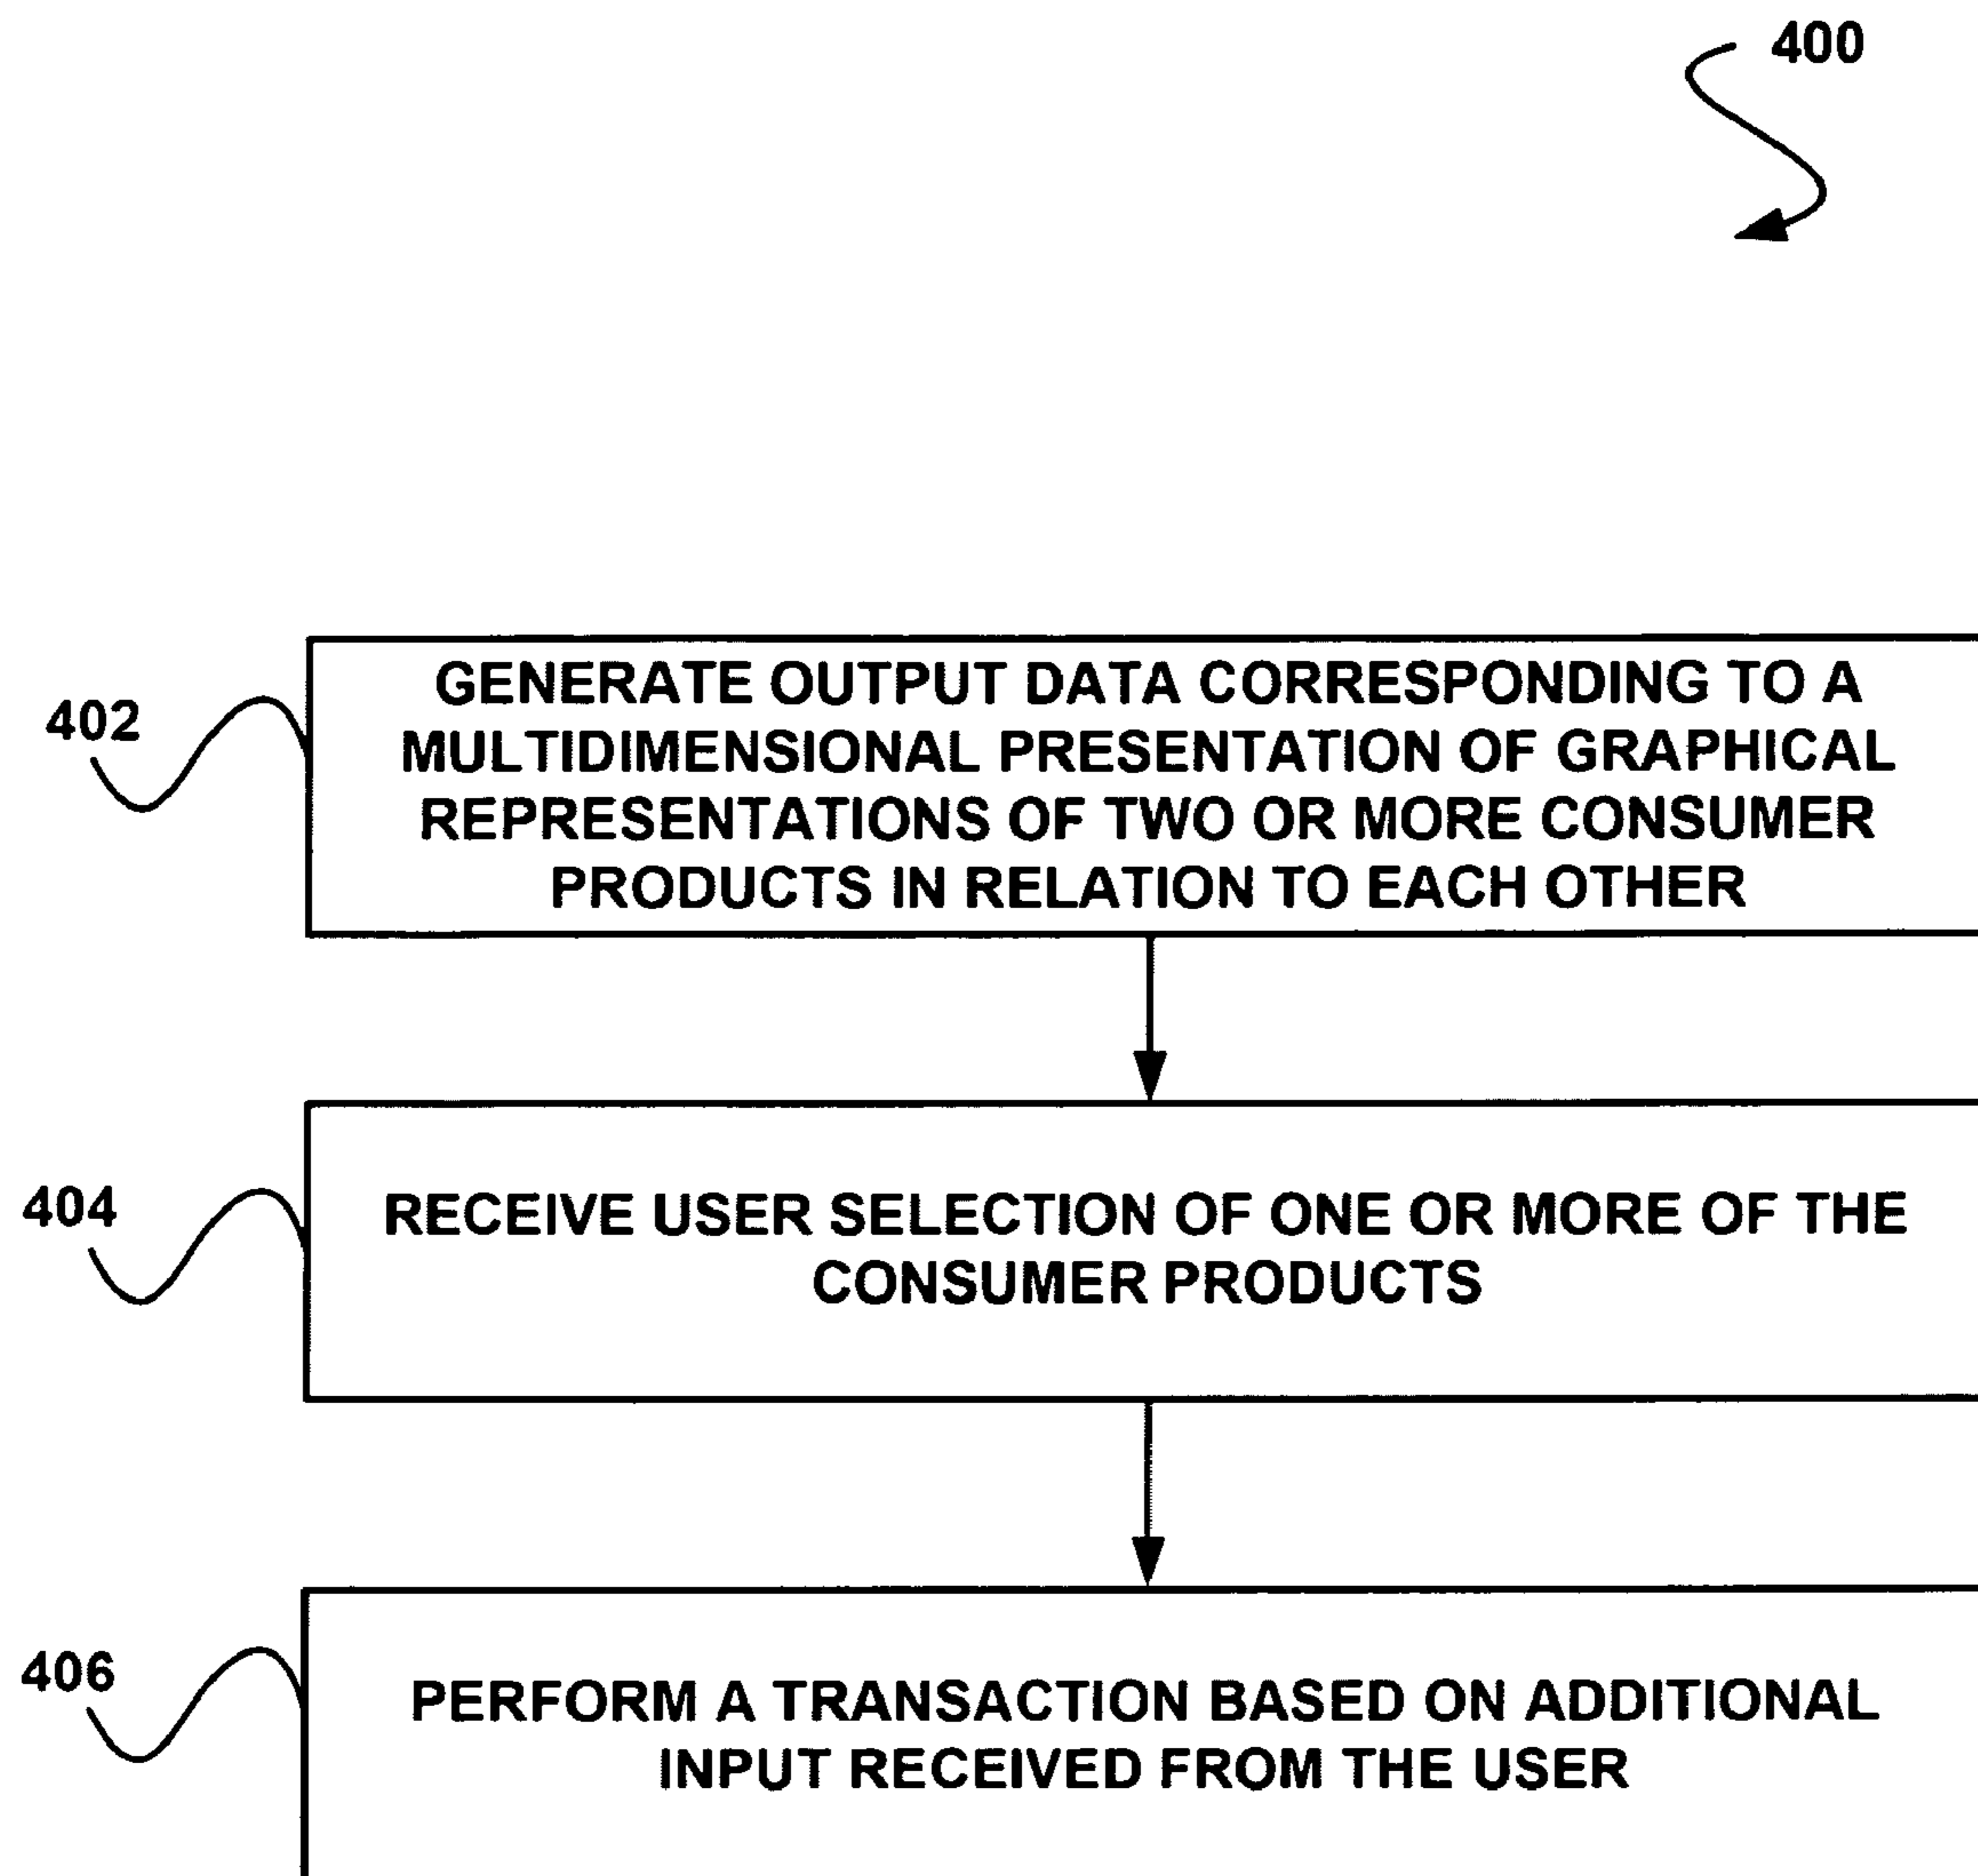 400
402
GENERATE OUTPUT DATA CORRESPONDING TO A
MULTIDIMENSIONAL PRESENTATION OF GRAPHICAL
REPRESENTATIONS OF TWO OR MORE CONSUMER
PRODUCTS IN RELATION TO EACH OTHER
404
RECEIVE USER SELECTION OF ONE OR MORE OF THE
CONSUMER PRODUCTS
406
PERFORM A TRANSACTION BASED ON ADDITIONAL
INPUT RECEIVED FROM THE USER